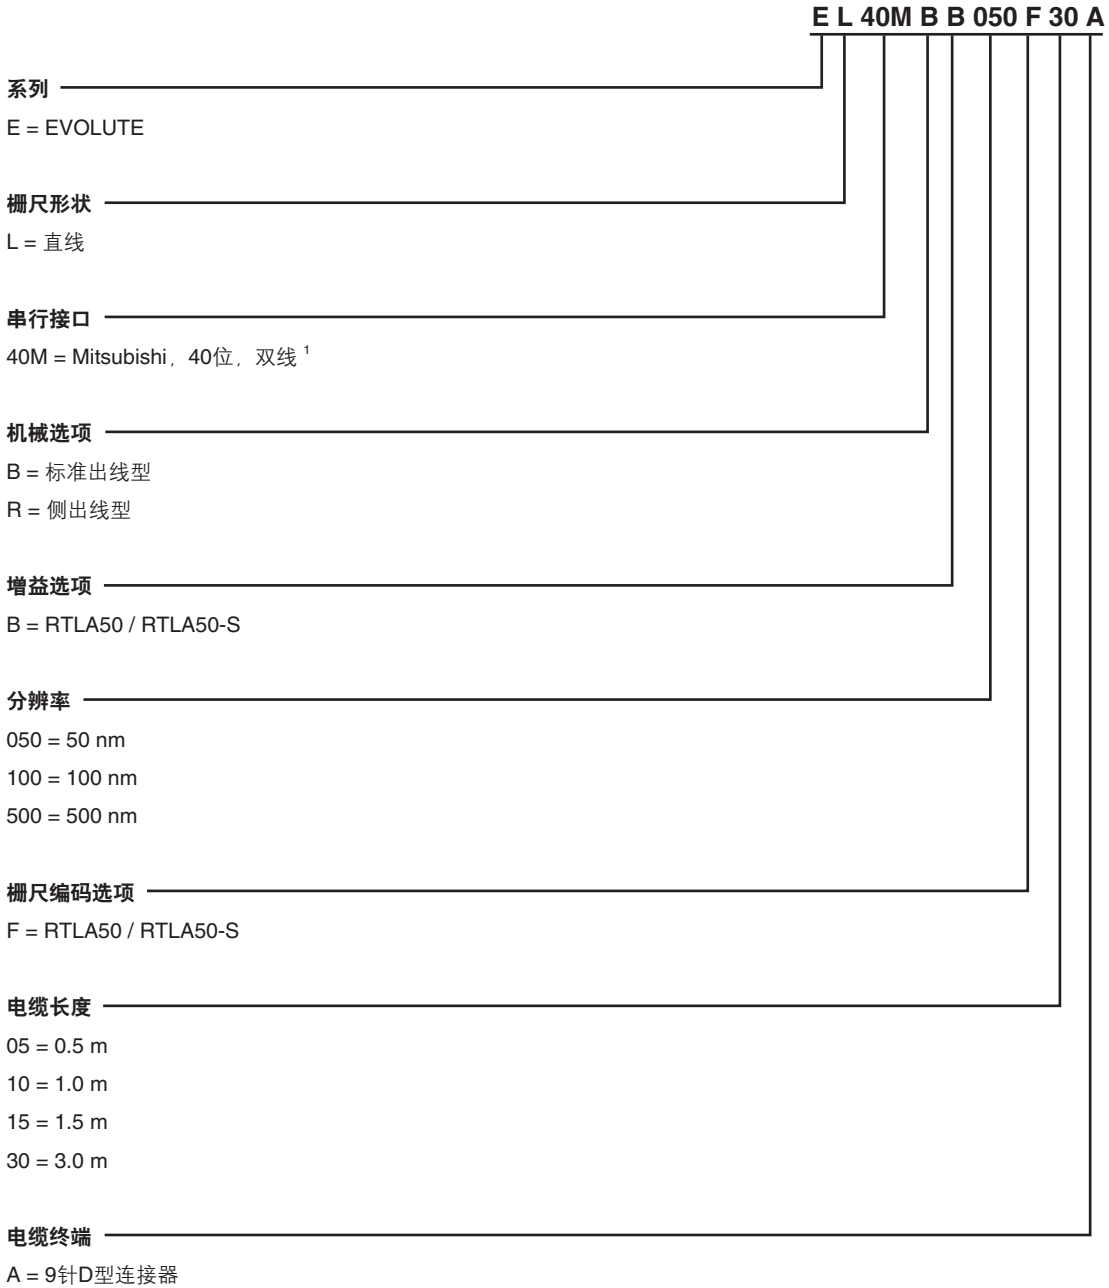 E L 40M B B 050 F 30 A
系列
E = EVOLUTE
栅尺形状
L = 直线
串行接口
40M = Mitsubishi，40位，双线 ¹
机械选项
B = 标准出线型
R = 侧出线型
增益选项
B = RTLA50 / RTLA50-S
分辨率
050 = 50 nm
100 = 100 nm
500 = 500 nm
栅尺编码选项
F = RTLA50 / RTLA50-S
电缆长度
05 = 0.5 m
10 = 1.0 m
15 = 1.5 m
30 = 3.0 m
电缆终端
A = 9针D型连接器